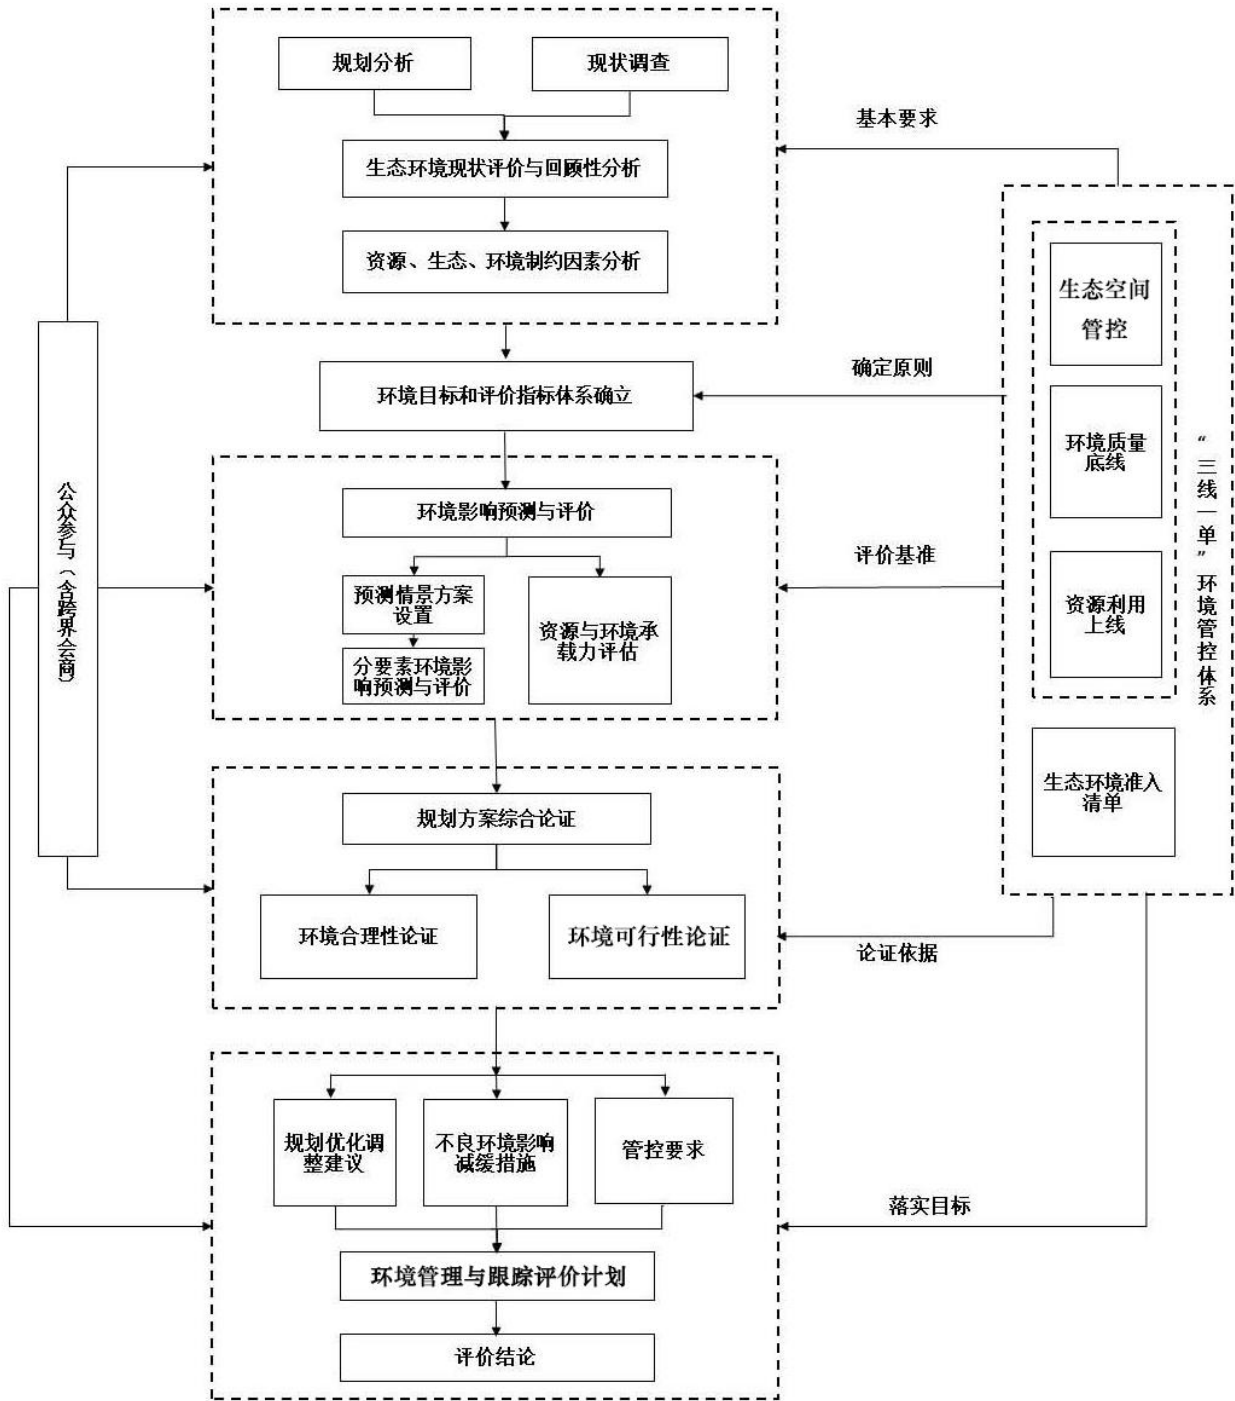 规划分析
现状调查
生态环境现状评价与回顾性分析
资源、生态、环境制约因素分析
环境目标和评价指标体系确立
环境影响预测与评价
预测情景方案
设置
分要素环境影
响预测与评价
资源与环境承
载力评估
规划方案综合论证
环境合理性论证
环境可行性论证
规划优化调
整建议
不良环境影响
减缓措施
管控要求
环境管理与跟踪评价计划
评价结论
公众参与（含跨界会商）
基本要求
确定原则
评价基准
论证依据
落实目标
生态空间
管控
环境质量
底线
资源利用
上线
生态环境准入
清单
“三线一单”环境管控体系